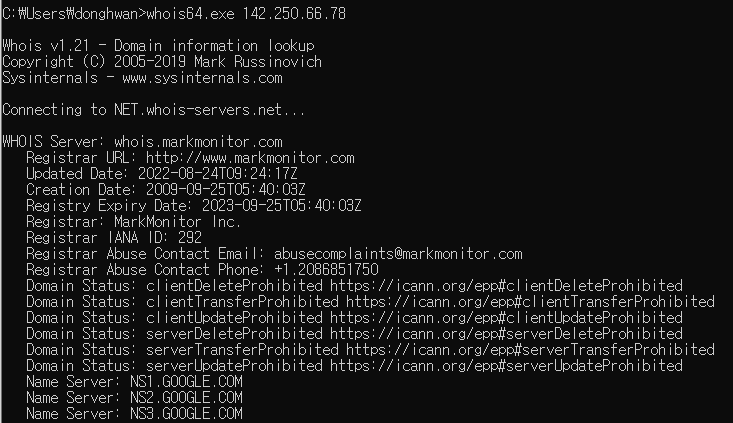 C:₩Users₩donghwan>whois64.exe 142.250.66.78
Whois v1.21 - Domain information lookup
Copyright (C) 2005-2019 Mark Russinovich
Sysinternals - www.sysinternals.com
Connecting to NET.whois-servers.net...
WHOIS Server: whois.markmonitor.com
Registrar URL: http://www.markmonitor.com
Updated Date: 2022-08-24T09:24:17Z
Creation Date: 2009-09-25T05:40:03Z
Registry Expiry Date: 2023-09-25T05:40:03Z
Registrar: MarkMonitor Inc.
Registrar IANA ID: 292
Registrar Abuse Contact Email: abusecomplaints@markmonitor.com
Registrar Abuse Contact Phone: +1.2086851750
Domain Status: clientDeleteProhibited https://icann.org/epp#clientDeleteProhibited
Domain Status: clientTransferProhibited https://icann.org/epp#clientTransferProhibited
Domain Status: clientUpdateProhibited https://icann.org/epp#clientUpdateProhibited
Domain Status: serverDeleteProhibited https://icann.org/epp#serverDeleteProhibited
Domain Status: serverTransferProhibited https://icann.org/epp#serverTransferProhibited
Domain Status: serverUpdateProhibited https://icann.org/epp#serverUpdateProhibited
Name Server: NS1.GOOGLE.COM
Name Server: NS2.GOOGLE.COM
Name Server: NS3.GOOGLE.COM